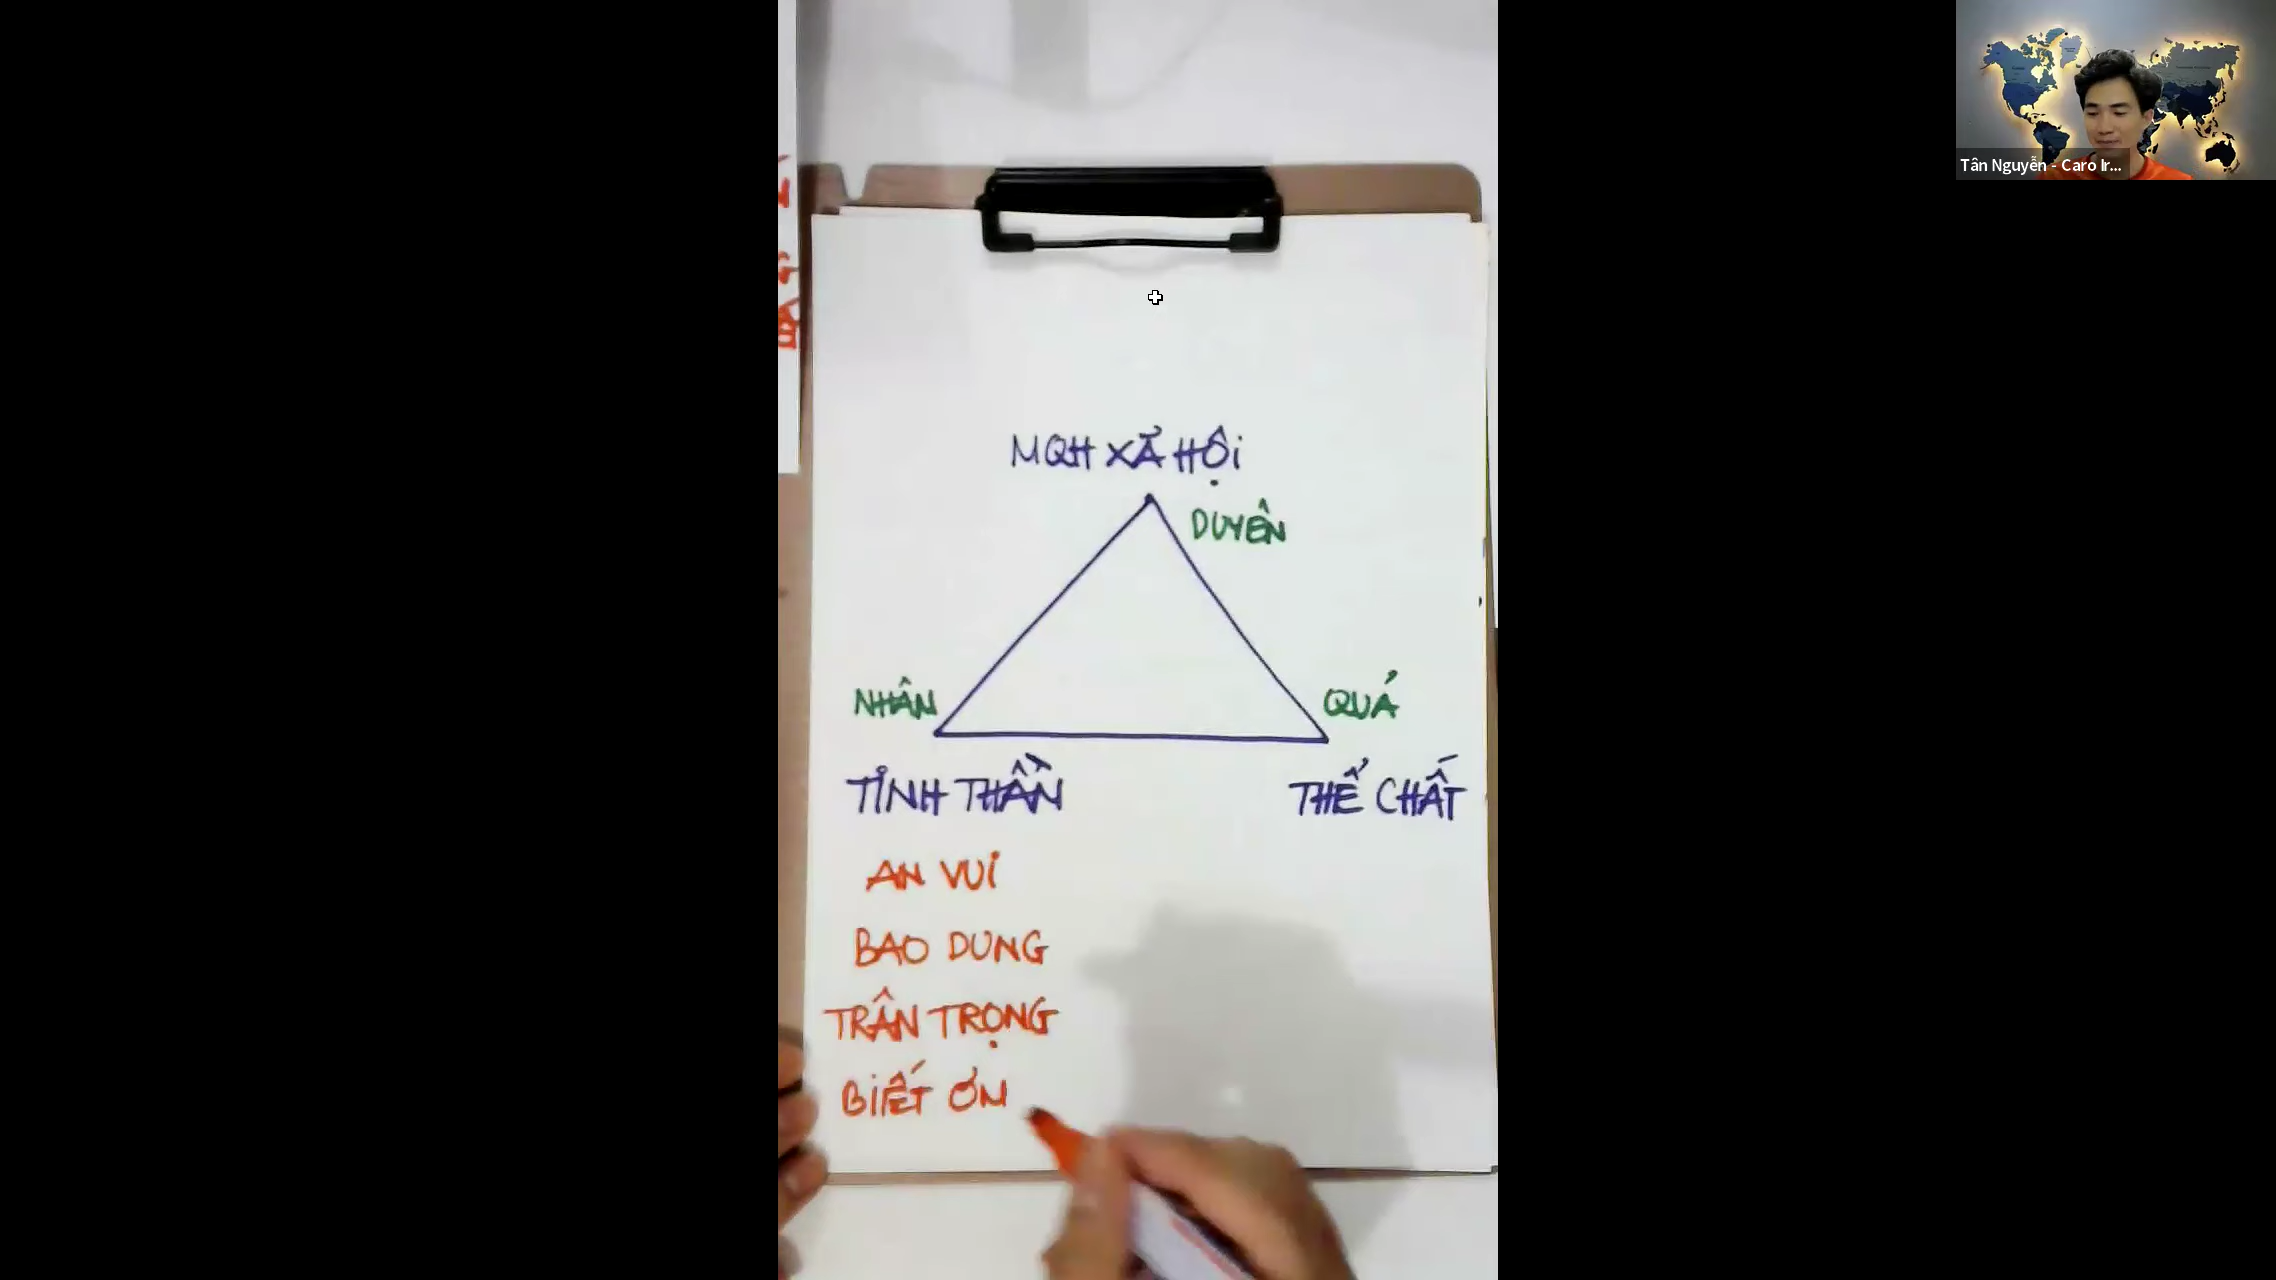 Tân Nguyễn - Caro Ir...
MQH XÃ HỘi
DUYÊN
NHÂN
QUẢ
TiNH THẦN
THỂ CHẤT
AN VUi
BAO DUNG
TRÂN TRỌNG
BiẾT ƠN